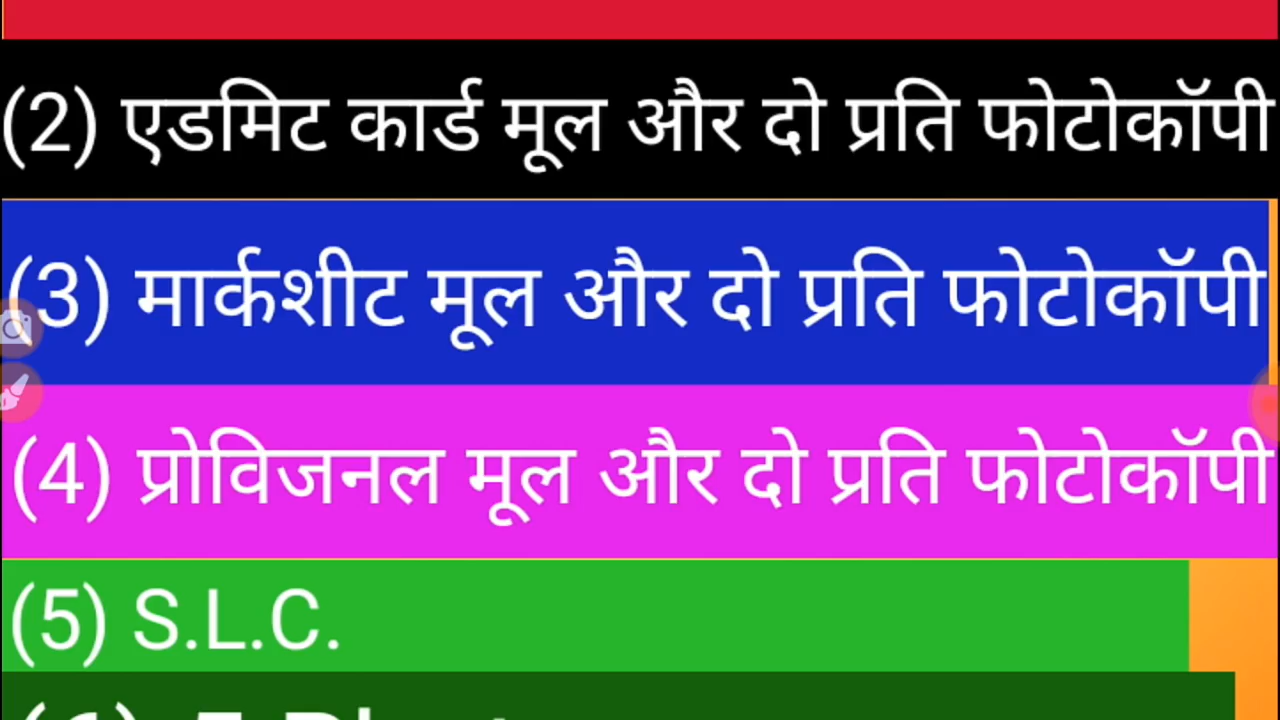 (2) एडमिट कार्ड मूल और दो प्रति फोटोकॉपी
(3) मार्कशीट मूल और दो प्रति फोटोकॉपी
(4) प्रोविजनल मूल और दो प्रति फोटोकॉपी
(5) S.L.C.